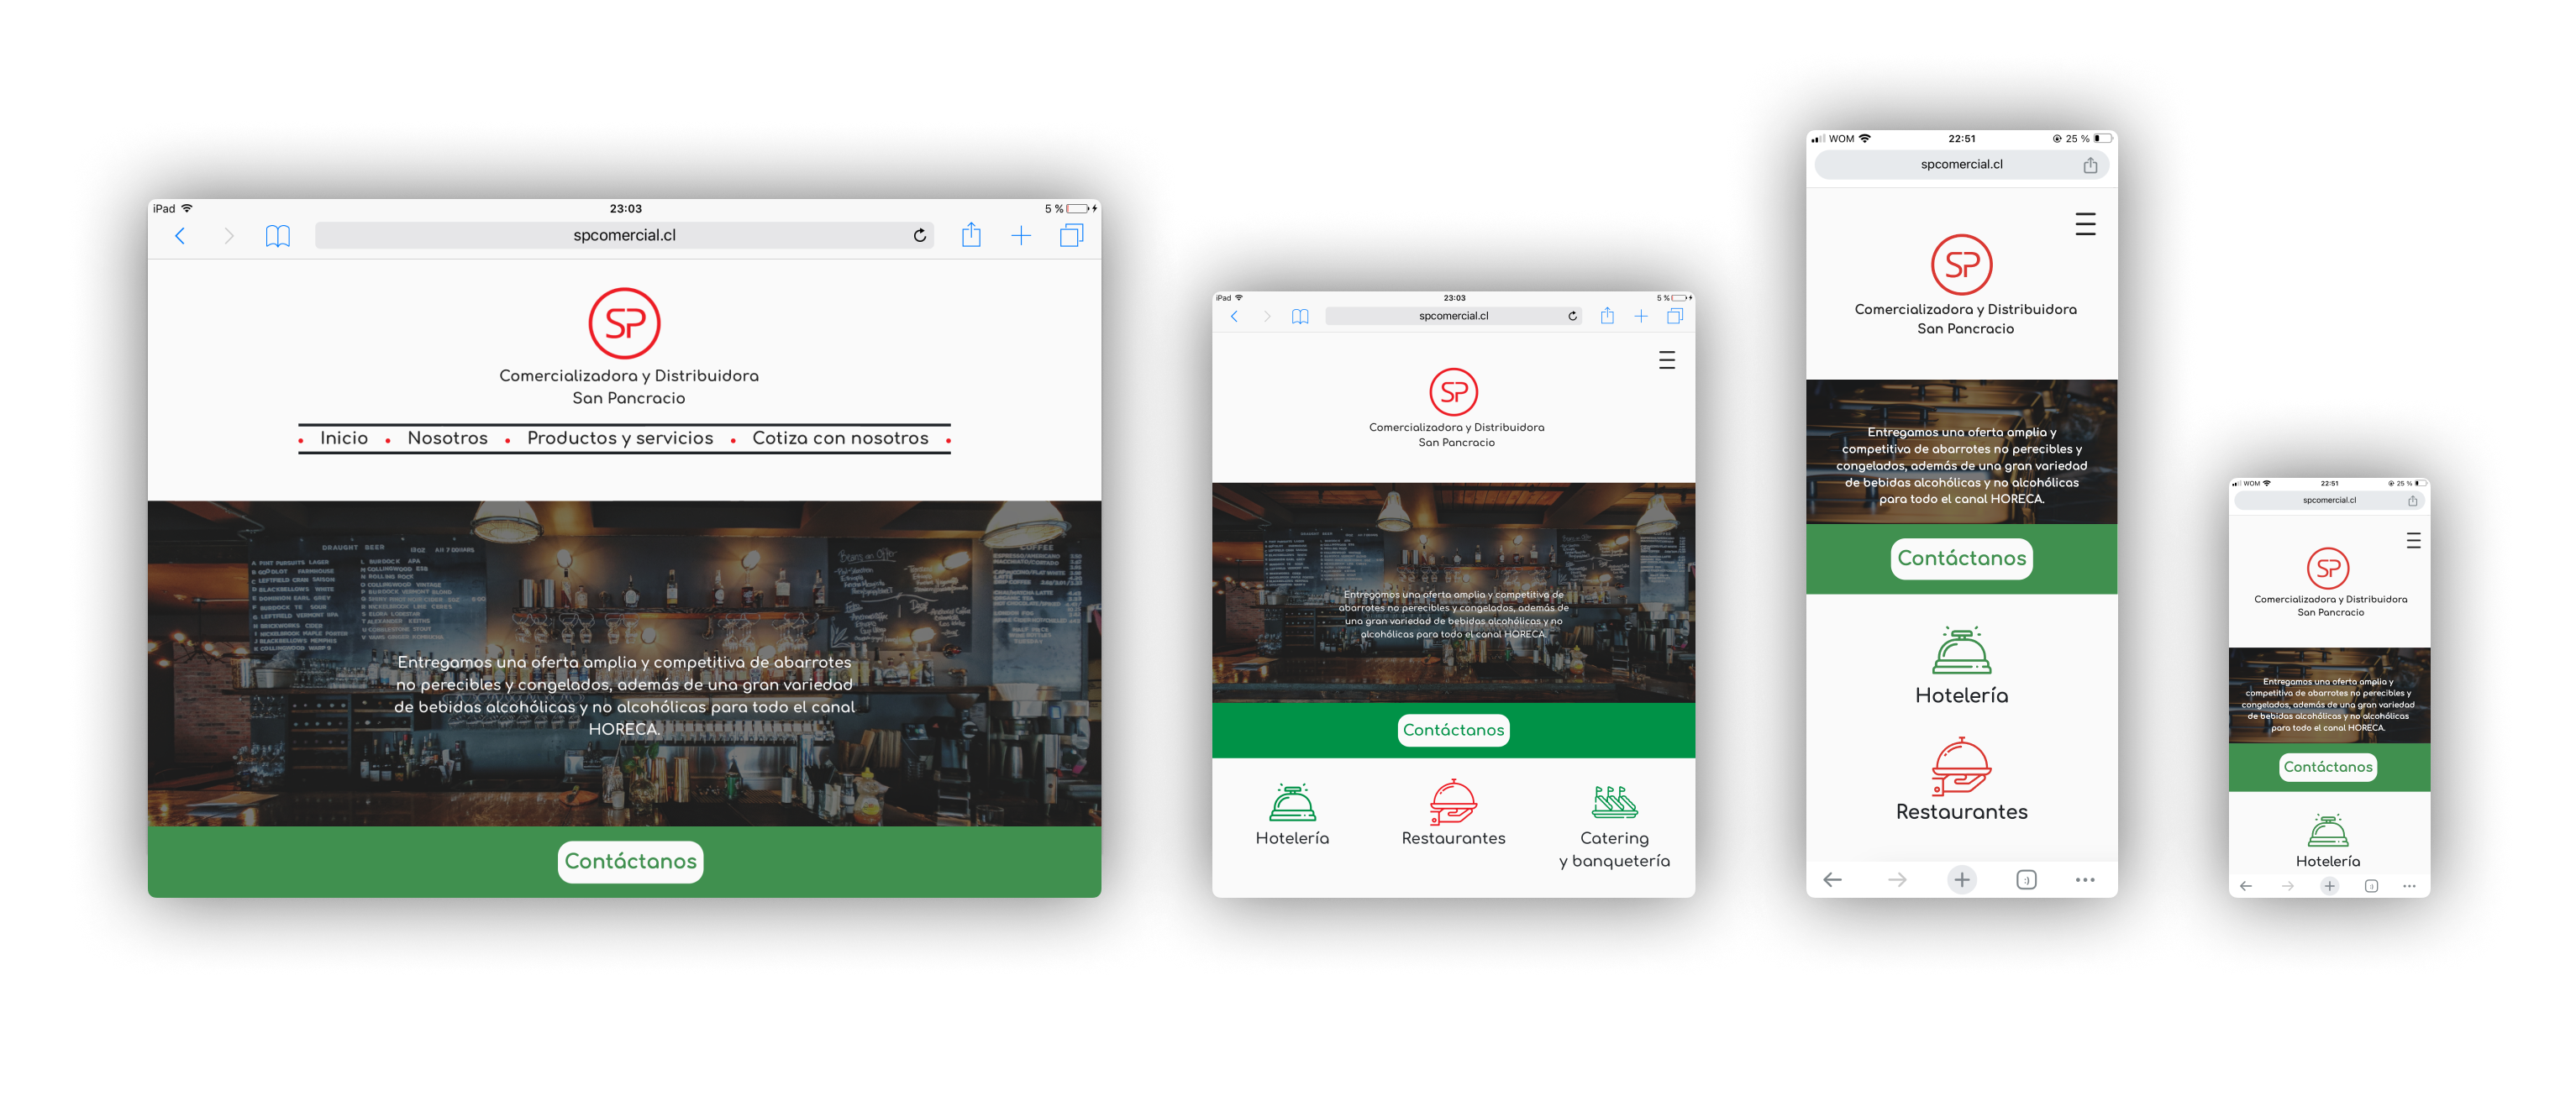 iPad
23:03
5 %
spcomercial.cl
SP
Comercializadora y Distribuidora
San Pancracio
Inicio
Nosotros
Productos y servicios
Cotiza con nosotros
DRAUGHT BEER
COFFEE
Entregamos una oferta amplia y competitiva de abarrotes
no perecibles y congelados, además de una gran variedad
de bebidas alcohólicas y no alcohólicas para todo el canal
HORECA.
Contáctanos
iPad
23:03
5 %
spcomercial.cl
SP
Comercializadora y Distribuidora
San Pancracio
Entregamos una oferta amplia y competitiva de
abarrotes no perecibles y congelados, además de
una gran variedad de bebidas alcohólicas y no
alcohólicas para todo el canal HORECA.
Contáctanos
Hotelería
Restaurantes
Catering
y banquetería
WOM
22:51
25 %
spcomercial.cl
SP
Comercializadora y Distribuidora
San Pancracio
Entregamos una oferta amplia y
competitiva de abarrotes no perecibles y
congelados, además de una gran variedad
de bebidas alcohólicas y no alcohólicas
para todo el canal HORECA.
Contáctanos
Hotelería
Restaurantes
:)
WOM
22:51
25 %
spcomercial.cl
SP
Comercializadora y Distribuidora
San Pancracio
Entregamos una oferta amplia y
competitiva de abarrotes no perecibles y
congelados, además de una gran variedad
de bebidas alcohólicas y no alcohólicas
para todo el canal HORECA.
Contáctanos
Hotelería
:)